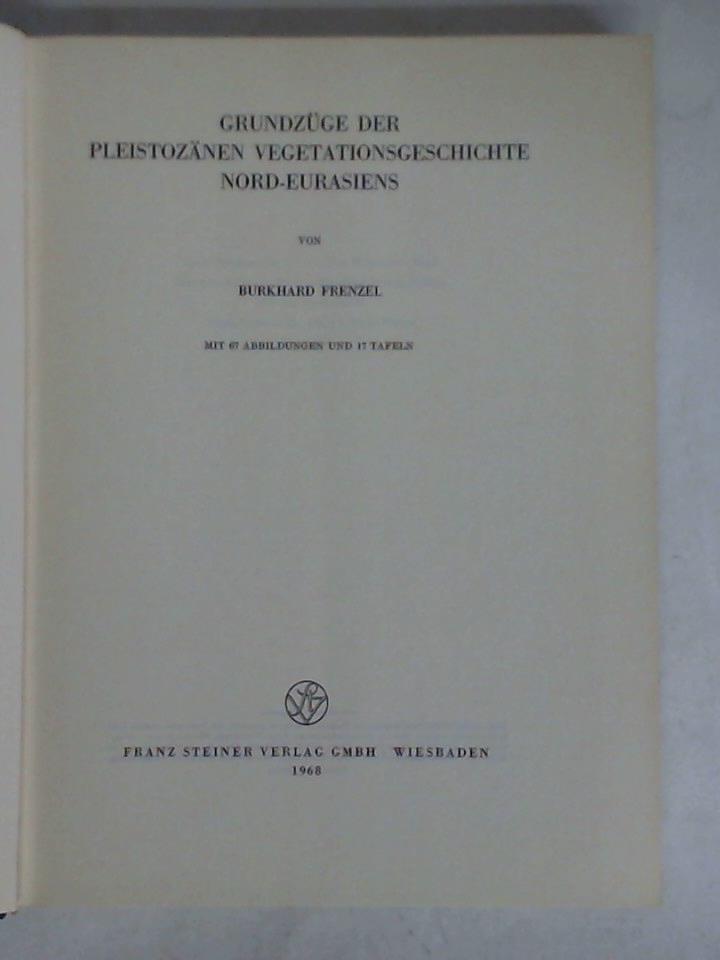 GRUNDZÜGE DER
PLEISTOZÄNEN VEGETATIONSGESCHICHTE
NORD-EURASIENS
VON
BURKHARD FRENZEL
MIT 67 ABBILDUNGEN UND 17 TAFELN
FRANZ STEINER VERLAG GMBH WIESBADEN
1968